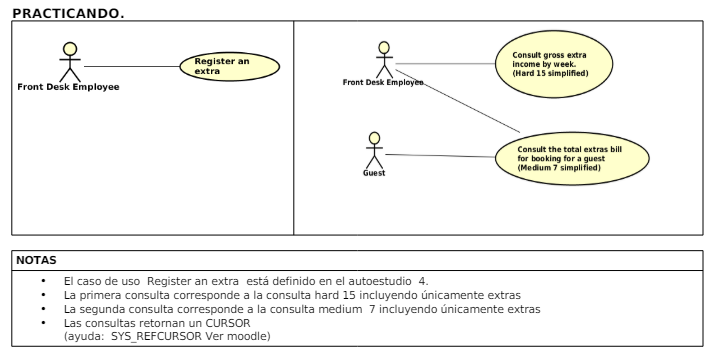 PRACTICANDO.
Register an
extra
Front Desk Employee
Consult gross extra
income by week.
(Hard 15 simplified)
Front Desk Employee
Consult the total extras bill
for booking for a guest
(Medium 7 simplified)
Guest
NOTAS
• El caso de uso Register an extra está definido en el autoestudio 4.
• La primera consulta corresponde a la consulta hard 15 incluyendo únicamente extras
• La segunda consulta corresponde a la consulta medium 7 incluyendo únicamente extras
• Las consultas retornan un CURSOR
(ayuda: SYS_REFCURSOR Ver moodle)